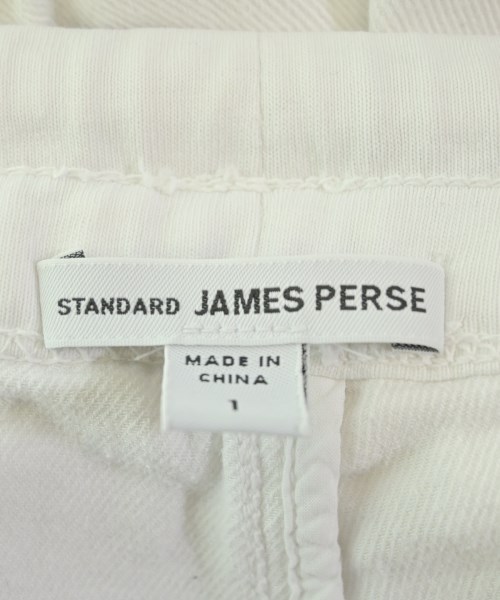 STANDARD JAMES PERSE
MADE IN
CHINA
1